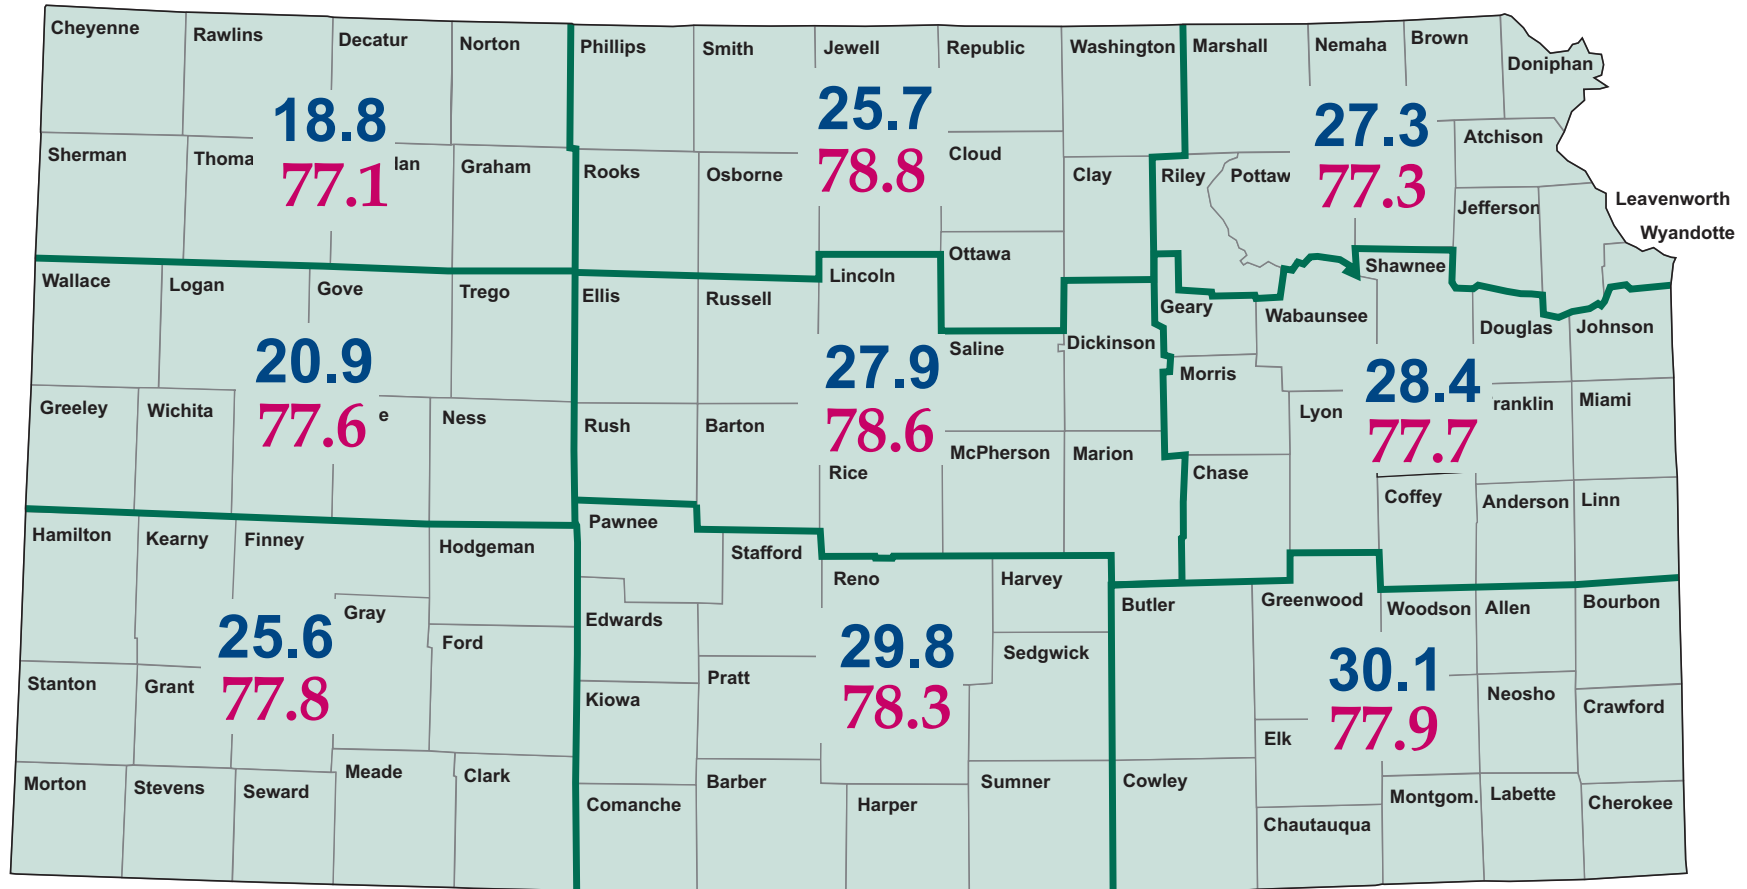 Cheyenne
Rawlins
Decatur
Norton
Phillips
Smith
Jewell
Republic
Washington
Marshall
Nemaha
Brown
Doniphan
18.8
77.1
25.7
78.8
27.3
77.3
Sherman
Thoma
lan
Graham
Rooks
Osborne
Cloud
Clay
Riley
Pottaw
Atchison
Jefferson
Leavenworth
Wyandotte
Ottawa
Shawnee
Wallace
Logan
Gove
Trego
Ellis
Russell
Lincoln
Saline
Dickinson
Geary
Wabaunsee
Douglas
Johnson
20.9
77.6
27.9
78.6
28.4
77.7
Greeley
Wichita
e
Ness
Rush
Barton
Rice
McPherson
Marion
Morris
Chase
Lyon
ranklin
Miami
Coffey
Anderson
Linn
Hamilton
Kearny
Finney
Hodgeman
Pawnee
Stafford
Reno
Harvey
Butler
Greenwood
Woodson
Allen
Bourbon
Gray
Ford
Edwards
Sedgwick
25.6
77.8
29.8
78.3
30.1
77.9
Stanton
Grant
Kiowa
Pratt
Elk
Neosho
Crawford
Morton
Stevens
Seward
Meade
Clark
Comanche
Barber
Harper
Sumner
Cowley
Chautauqua
Montgom.
Labette
Cherokee